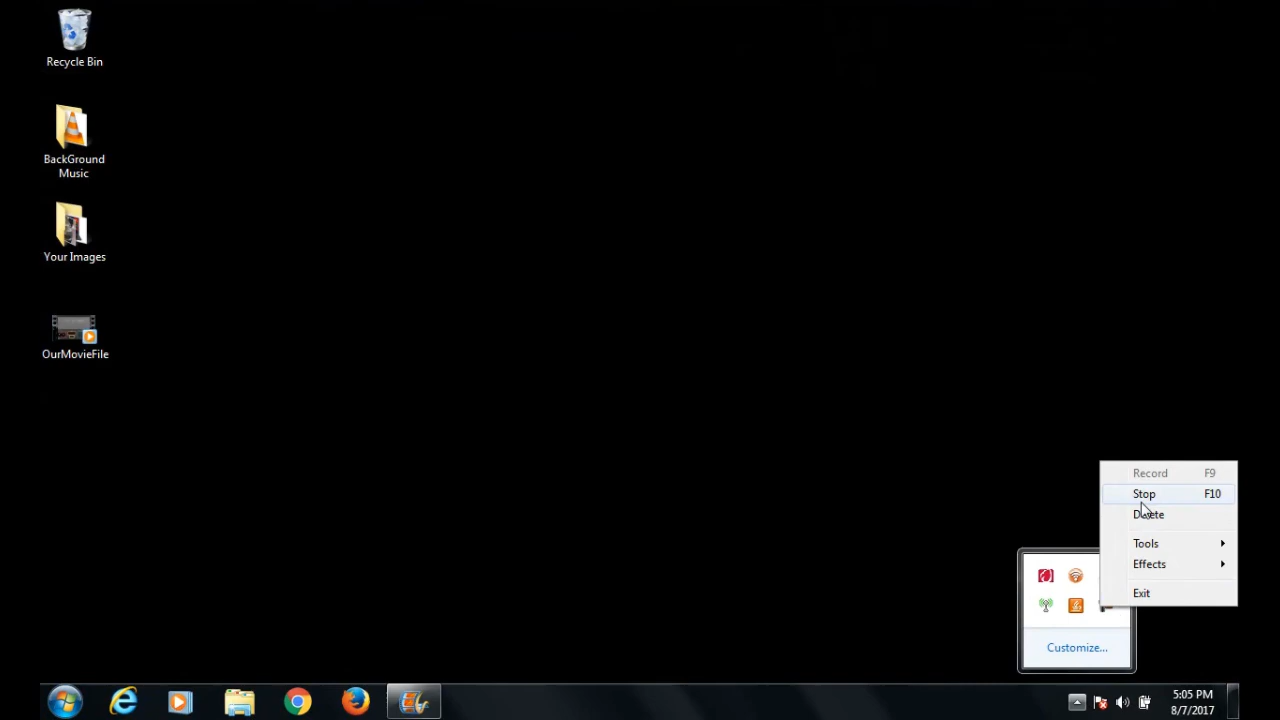 Recycle Bin
BackGround
Music
Your Images
OurMovieFile
Record F9
Stop F10
Delete
Tools
Effects
Exit
Customize...
5:05 PM
8/7/2017